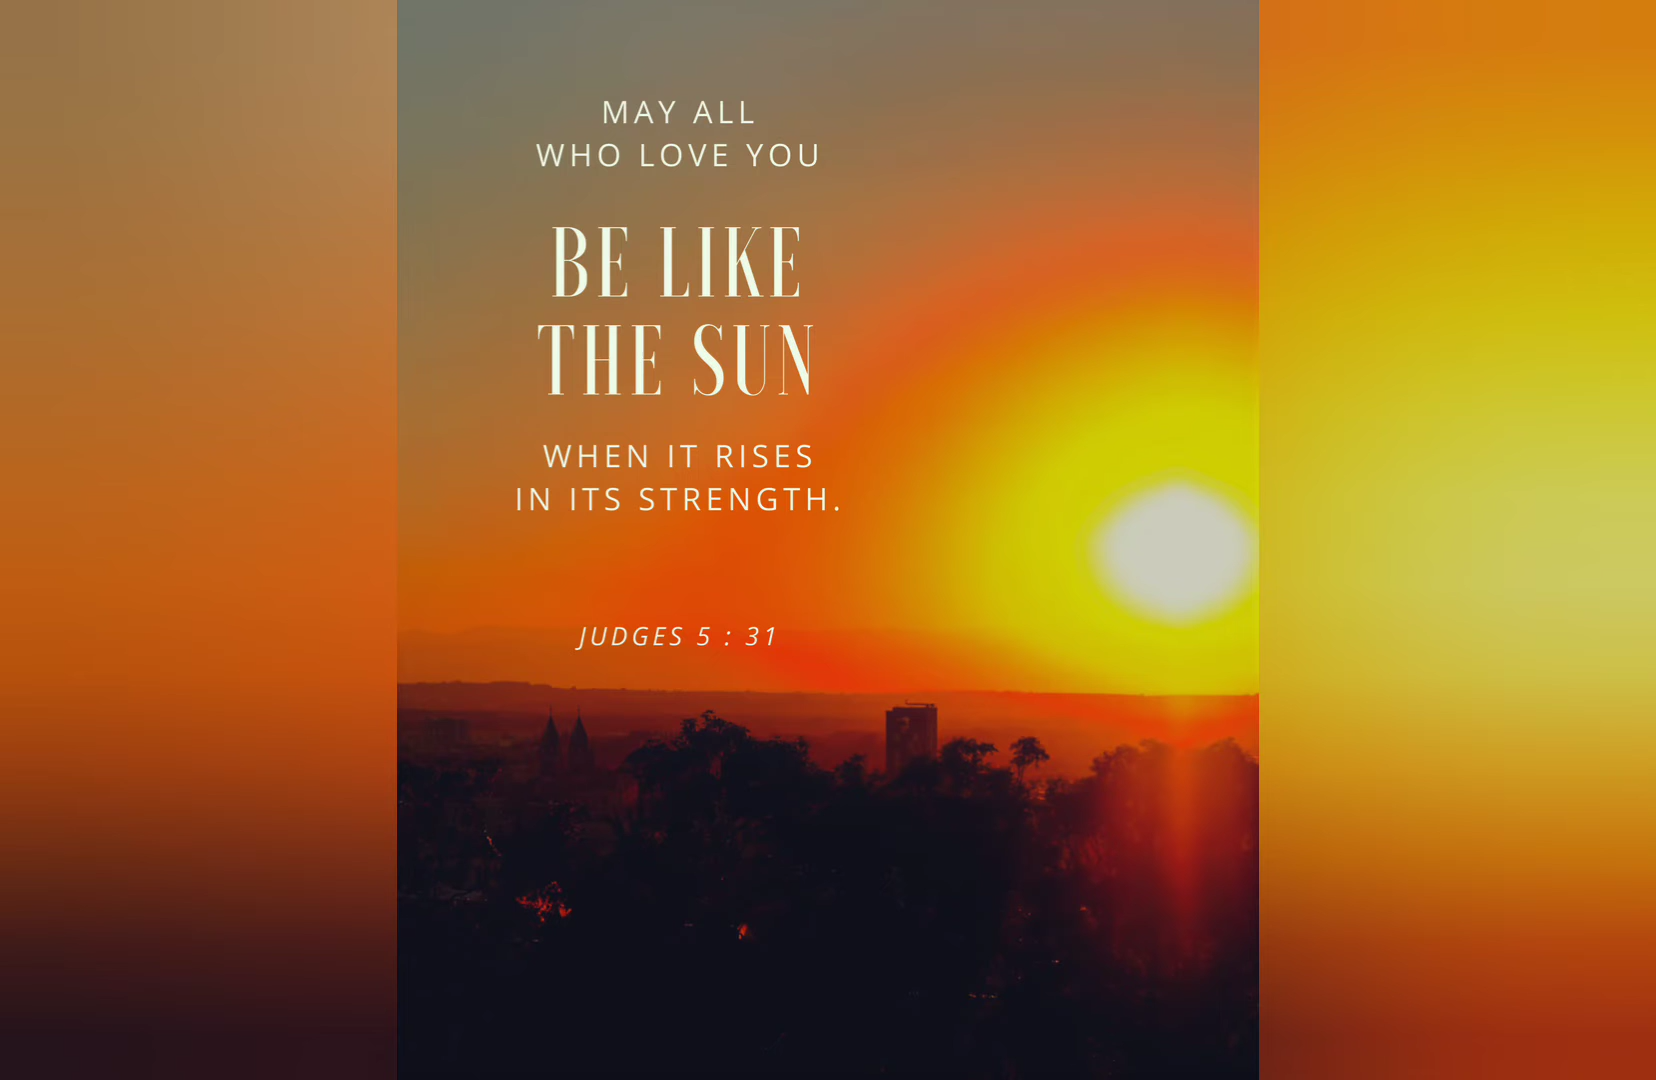 MAY ALL
WHO LOVE YOU
BE LIKE
THE SUN
WHEN IT RISES
IN ITS STRENGTH.
JUDGES 5 : 31